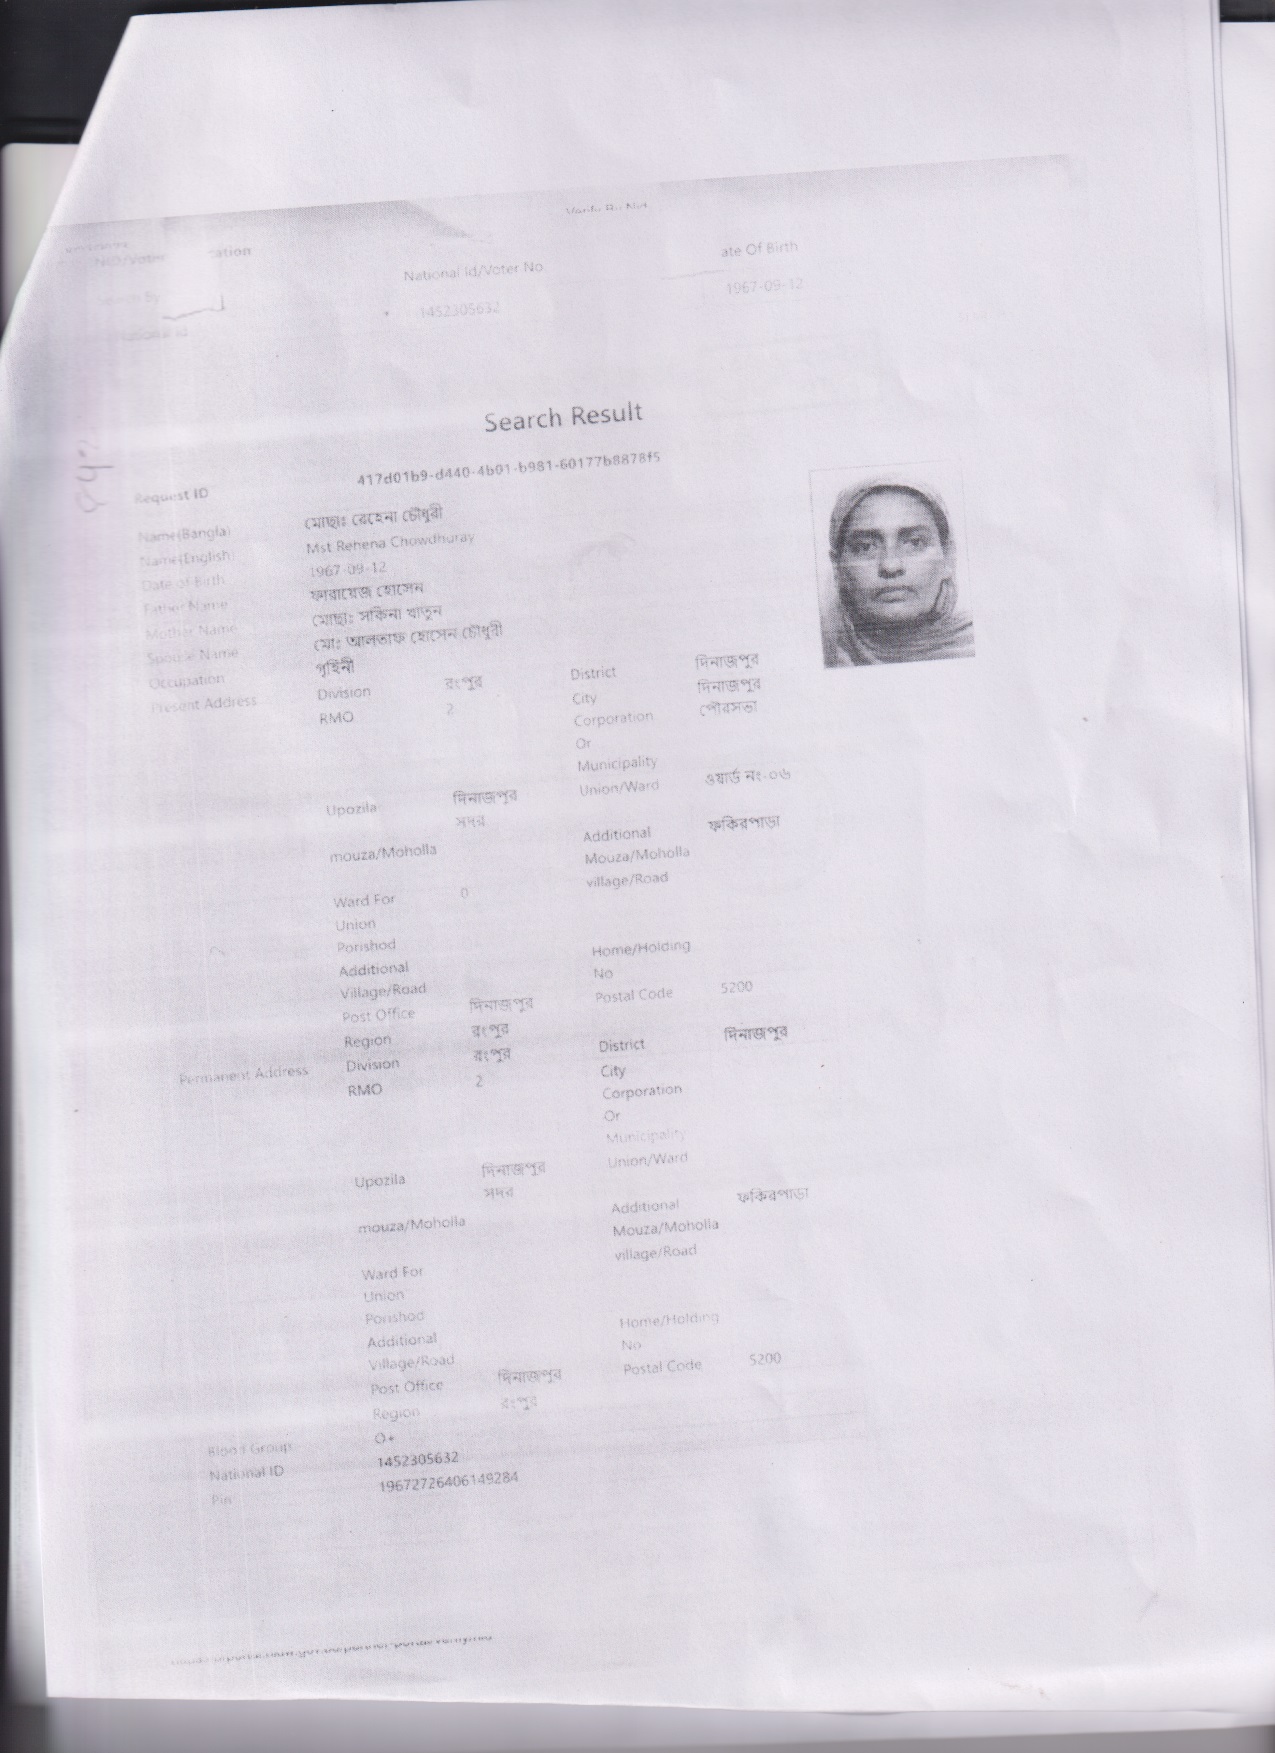 Verify By Nid
NID/Voter cation
National Id/Voter No
ate Of Birth
Search By
1452305632
1967-09-12
National Id
Search Result
Request ID 417d01b9-d440-4b01-b981-60177b8878f5
Name(Bangla) মোছাঃ রেহেনা চৌধুরী
Name(English) Mst Rehena Chowdhuray
Date of Birth 1967-09-12
Father Name ফারায়েজ হোসেন
Mother Name মোছাঃ সকিনা খাতুন
Spouse Name মোঃ আলতাফ হোসেন চৌধুরী
Occupation গৃহিনী
Present Address Division রংপুর District দিনাজপুর
RMO 2 City দিনাজপুর
Corporation পৌরসভা
Or
Municipality
Upozila দিনাজপুর Union/Ward ওয়ার্ড নং-০৬
সদর
mouza/Moholla Additional ফকিরপাড়া
Mouza/Moholla
Ward For 0 village/Road
Union
Porishod
Additional Home/Holding
Village/Road No
Post Office দিনাজপুর Postal Code 5200
Region রংপুর
Permanent Address Division রংপুর District দিনাজপুর
RMO 2 City
Corporation
Or
Municipality
Upozila দিনাজপুর Union/Ward
সদর
mouza/Moholla Additional ফকিরপাড়া
Mouza/Moholla
Ward For village/Road
Union
Porishod
Additional Home/Holding
Village/Road No
Post Office দিনাজপুর Postal Code 5200
Region রংপুর
Blood Group O+
National ID 1452305632
Pin 19672726406149284